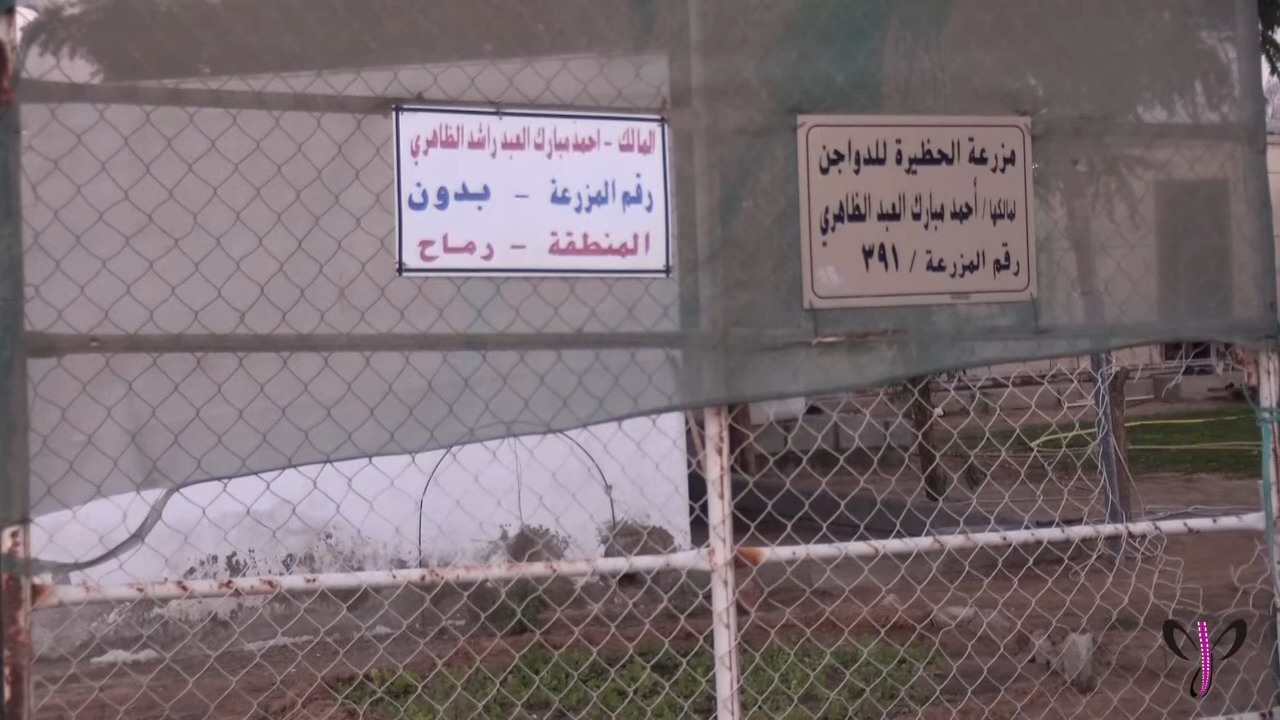 مزرعة الحظيرة للدواجن
لمالكها / أحمد مبارك العبد الظاهري
رقم المزرعة / ٣٩١
المالك - احمد مبارك العبد راشد الظاهري
رقم المزرعة - بدون
المنطقة - رماح